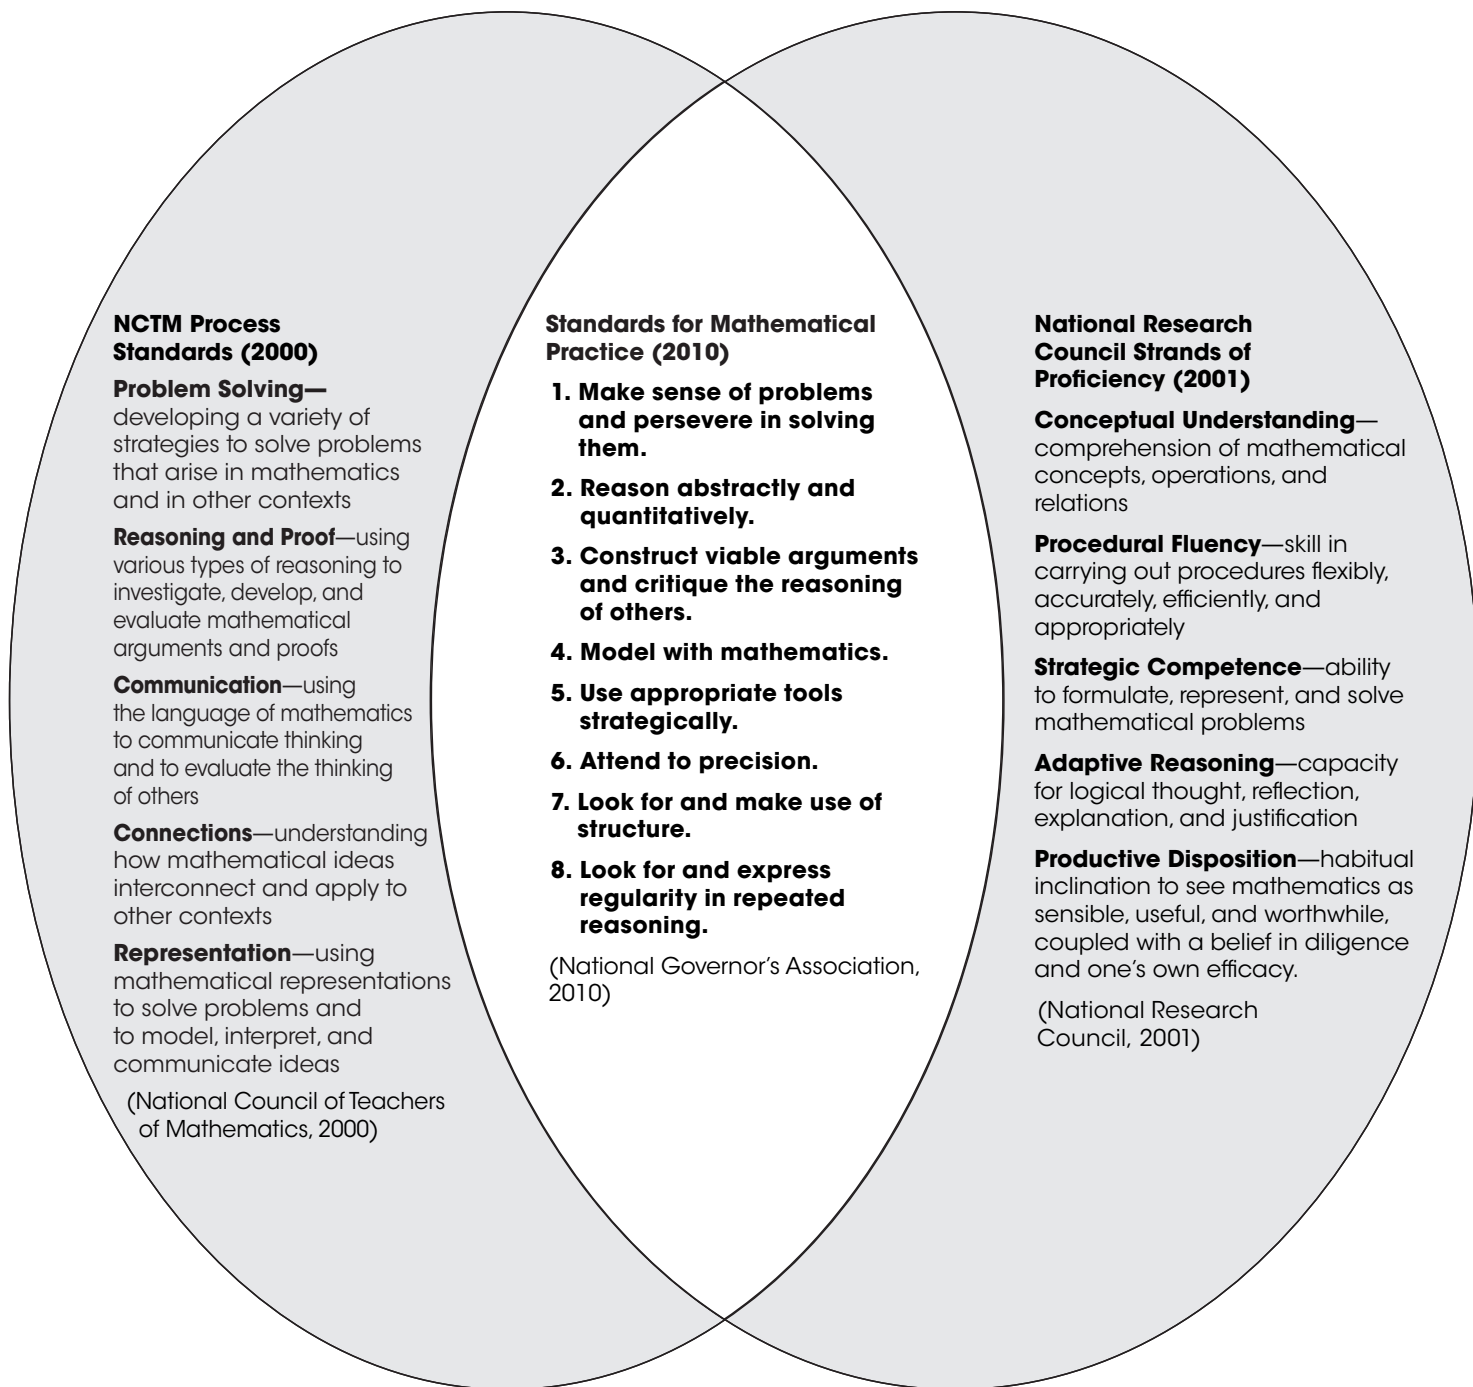 NCTM Process
Standards (2000)
Problem Solving—
developing a variety of
strategies to solve problems
that arise in mathematics
and in other contexts
Reasoning and Proof—using
various types of reasoning to
investigate, develop, and
evaluate mathematical
arguments and proofs
Communication—using
the language of mathematics
to communicate thinking
and to evaluate the thinking
of others
Connections—understanding
how mathematical ideas
interconnect and apply to
other contexts
Representation—using
mathematical representations
to solve problems and
to model, interpret, and
communicate ideas
(National Council of Teachers
of Mathematics, 2000)
Standards for Mathematical
Practice (2010)
1. Make sense of problems
and persevere in solving
them.
2. Reason abstractly and
quantitatively.
3. Construct viable arguments
and critique the reasoning
of others.
4. Model with mathematics.
5. Use appropriate tools
strategically.
6. Attend to precision.
7. Look for and make use of
structure.
8. Look for and express
regularity in repeated
reasoning.
(National Governor's Association,
2010)
National Research
Council Strands of
Proficiency (2001)
Conceptual Understanding—
comprehension of mathematical
concepts, operations, and
relations
Procedural Fluency—skill in
carrying out procedures flexibly,
accurately, efficiently, and
appropriately
Strategic Competence—ability
to formulate, represent, and solve
mathematical problems
Adaptive Reasoning—capacity
for logical thought, reflection,
explanation, and justification
Productive Disposition—habitual
inclination to see mathematics as
sensible, useful, and worthwhile,
coupled with a belief in diligence
and one's own efficacy.
(National Research
Council, 2001)